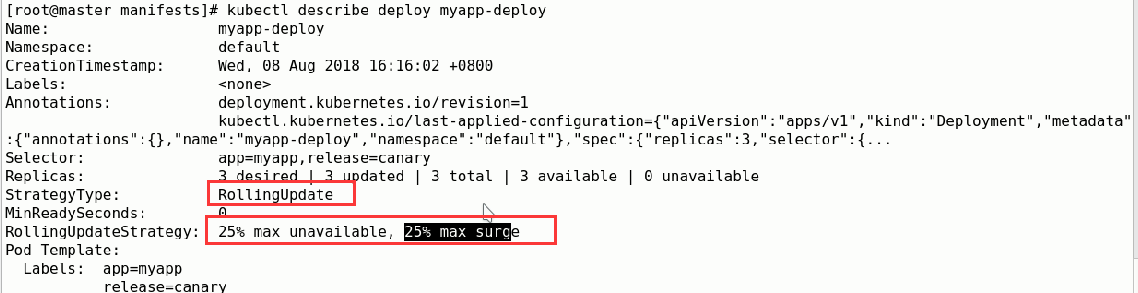 [root@master manifests]# kubectl describe deploy myapp-deploy
Name:                   myapp-deploy
Namespace:              default
CreationTimestamp:      Wed, 08 Aug 2018 16:16:02 +0800
Labels:                 <none>
Annotations:            deployment.kubernetes.io/revision=1
                        kubectl.kubernetes.io/last-applied-configuration={"apiVersion":"apps/v1","kind":"Deployment","metadata"
:{"annotations":{},"name":"myapp-deploy","namespace":"default"},"spec":{"replicas":3,"selector":{...
Selector:               app=myapp,release=canary
Replicas:               3 desired | 3 updated | 3 total | 3 available | 0 unavailable
StrategyType:           RollingUpdate
MinReadySeconds:        0
RollingUpdateStrategy:  25% max unavailable, 25% max surge
Pod Template:
  Labels:  app=myapp
           release=canary